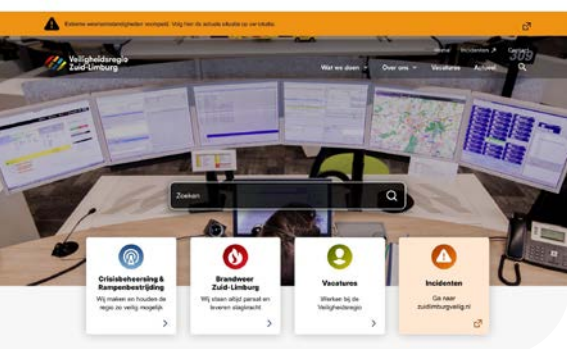 Extreme weersomstandigheden voorspeld. Volg hier de actuele situatie op uw locatie.
Home Incidenten Contact
309
Veiligheidsregio
Zuid-Limburg
Wat we doen Over ons Vacatures Actueel
Zoeken
Crisisbeheersing &
Rampenbestrijding
Wij maken en houden de
regio zo veilig mogelijk
Brandweer
Zuid-Limburg
Wij staan altijd paraat en
leveren slagkracht
Vacatures
Werken bij de
Veiligheidsregio
Incidenten
Ga naar
zuidlimburgveilig.nl